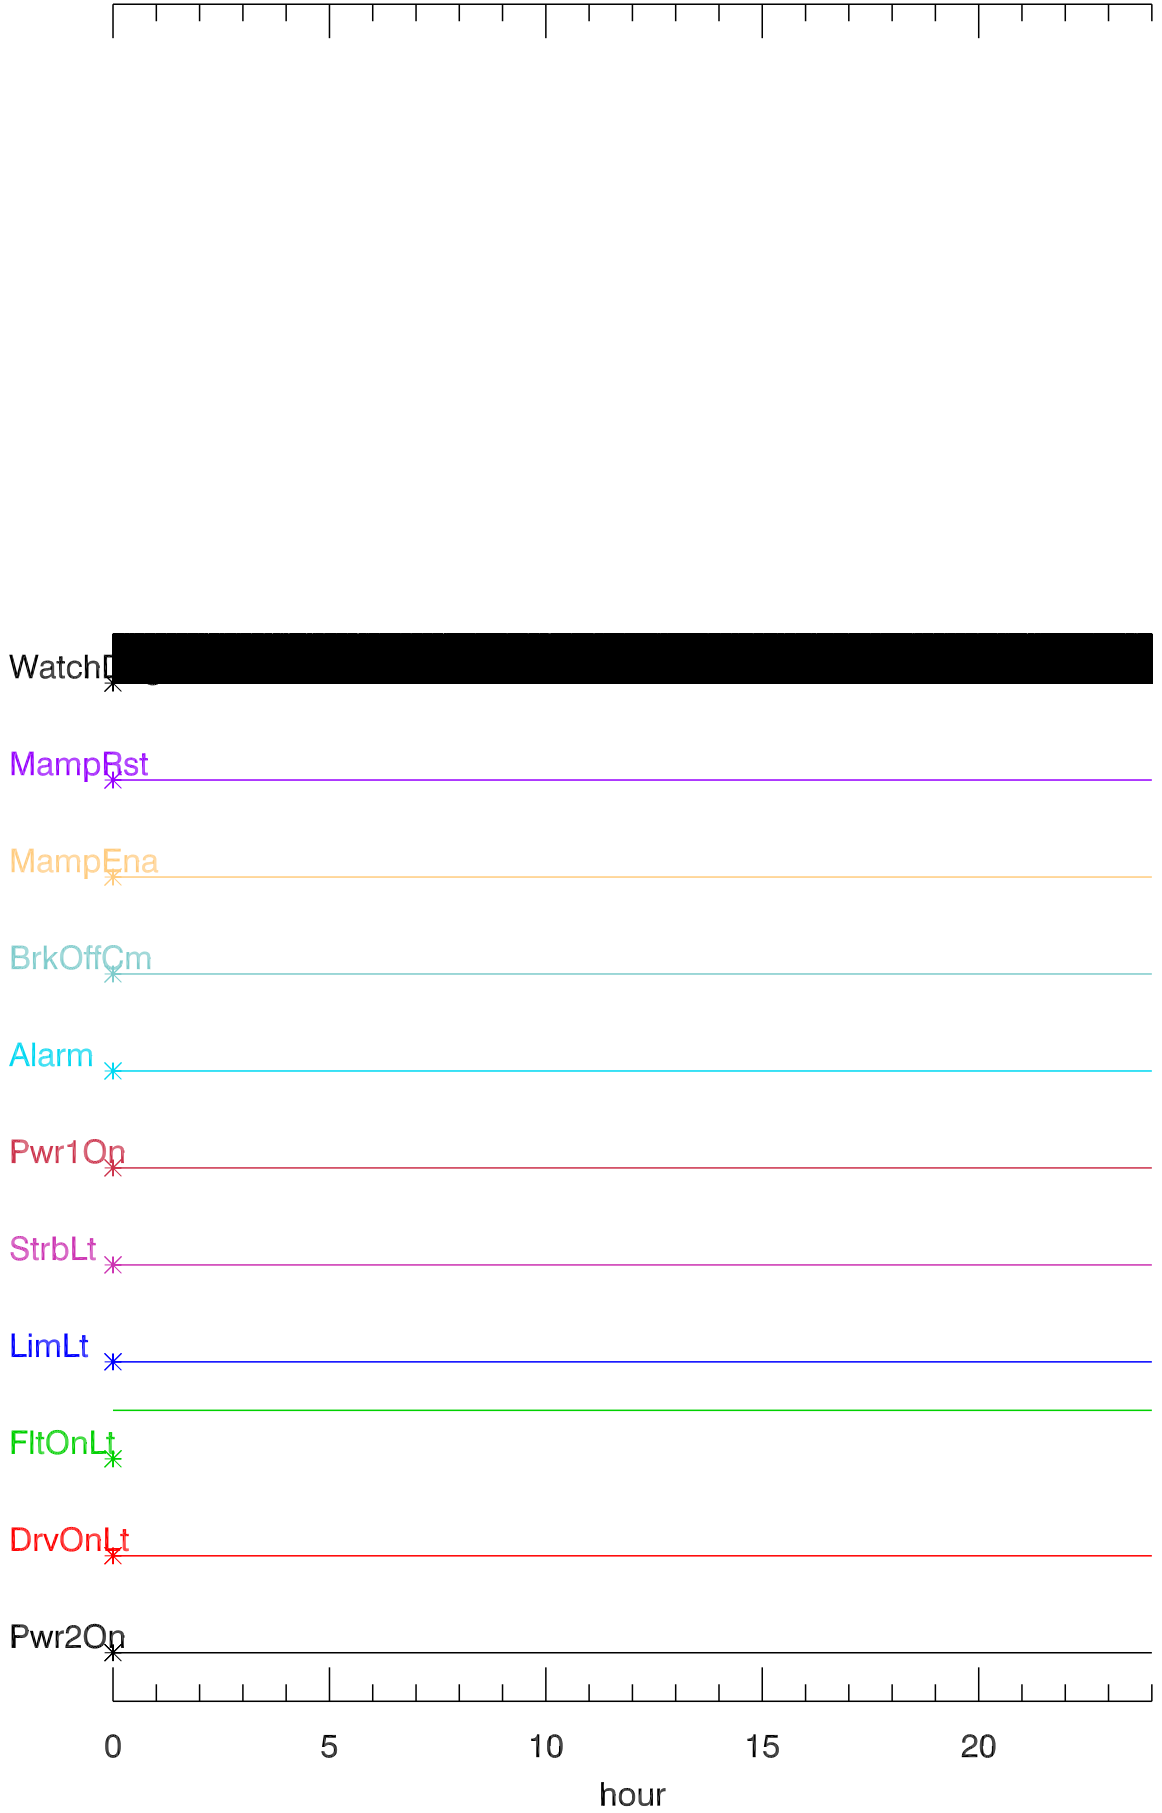 WatchD
MampRst
MampEna
BrkOffCm
Alarm
Pwr1On
StrbLt
LimLt
FltOnLt
DrvOnLt
Pwr2On
0 5 10 15 20
hour